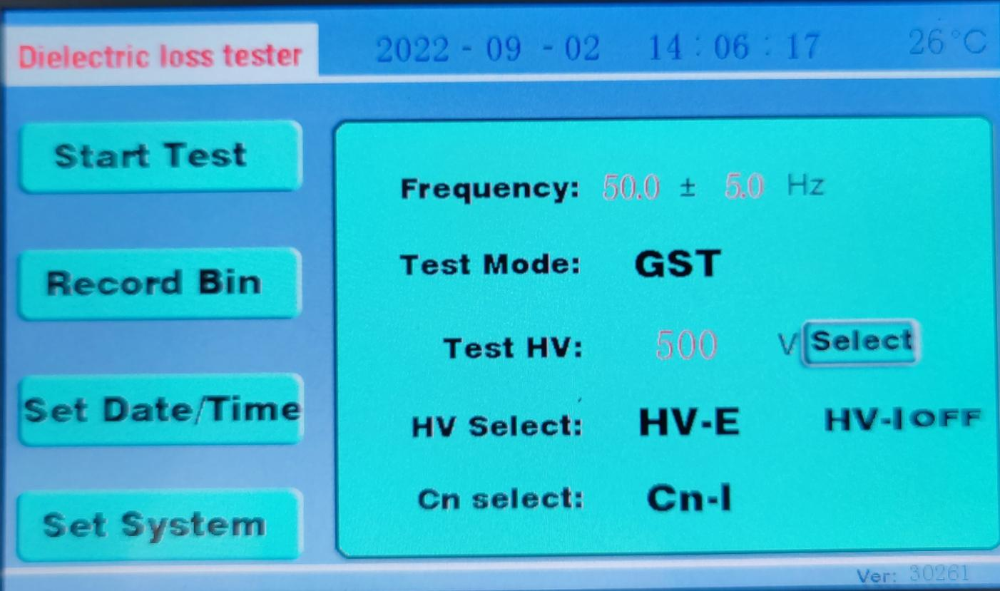 Dielectric loss tester 2022 - 09 - 02 14 : 06 : 17 26°C
Start Test
Record Bin
Set Date/Time
Set System
Frequency: 50.0 ± 5.0 Hz
Test Mode: GST
Test HV: 500 V Select
HV Select: HV-E HV-I OFF
Cn select: Cn-I
Ver: 30261